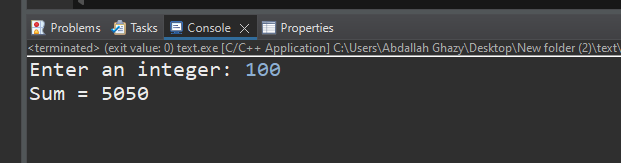 Problems Tasks Console Properties
<terminated> (exit value: 0) text.exe [C/C++ Application] C:\Users\Abdallah Ghazy\Desktop\New folder (2)\text\
Enter an integer: 100
Sum = 5050